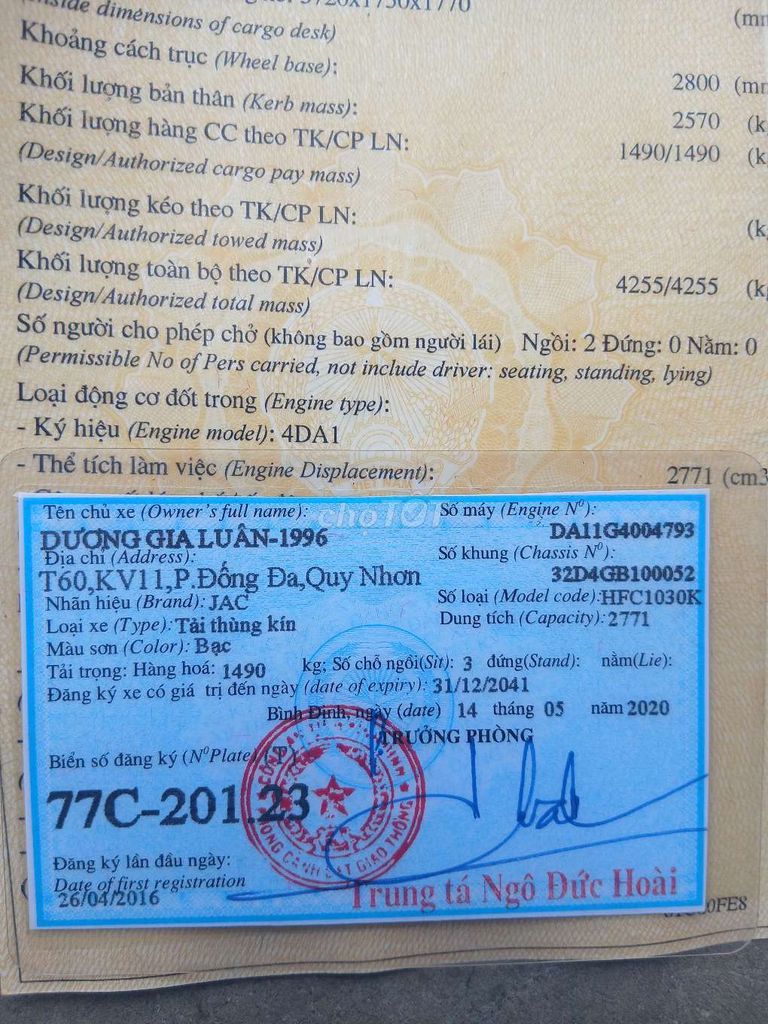 (Inside dimensions of cargo desk)
(mm
Khoảng cách trục (Wheel base):
2800 (mm
Khối lượng bản thân (Kerb mass):
2570 (k
Khối lượng hàng CC theo TK/CP LN:
1490/1490 (k
(Design/Authorized cargo pay mass)
Khối lượng kéo theo TK/CP LN:
(kg
(Design/Authorized towed mass)
Khối lượng toàn bộ theo TK/CP LN:
4255/4255 (kg
(Design/Authorized total mass)
Số người cho phép chở (không bao gồm người lái) Ngồi: 2 Đứng: 0 Nằm: 0
(Permissible No of Pers carried, not include driver: seating, standing, lying)
Loại động cơ đốt trong (Engine type):
- Ký hiệu (Engine model): 4DA1
- Thể tích làm việc (Engine Displacement):
2771 (cm3
chợTỐT
Tên chủ xe (Owner's full name):
DƯƠNG GIA LUÂN-1996
Địa chỉ (Address):
T60,KV11,P.Đống Đa,Quy Nhơn
Nhãn hiệu (Brand): JAC
Loại xe (Type): Tải thùng kín
Màu sơn (Color): Bạc
Số máy (Engine Nº):
DA11G4004793
Số khung (Chassis Nº):
32D4GB100052
Số loại (Model code): HFC1030K
Dung tích (Capacity): 2771
Tải trọng: Hàng hoá: 1490 kg; Số chỗ ngồi(Sit): 3 đứng(Stand): nằm(Lie):
Đăng ký xe có giá trị đến ngày (date of expiry): 31/12/2041
Bình Định, ngày (date) 14 tháng 05 năm 2020
TRƯỞNG PHÒNG
Biển số đăng ký (NºPlate) (T)
77C-201.23
Đăng ký lần đầu ngày:
Date of first registration
26/04/2016
Trung tá Ngô Đức Hoài